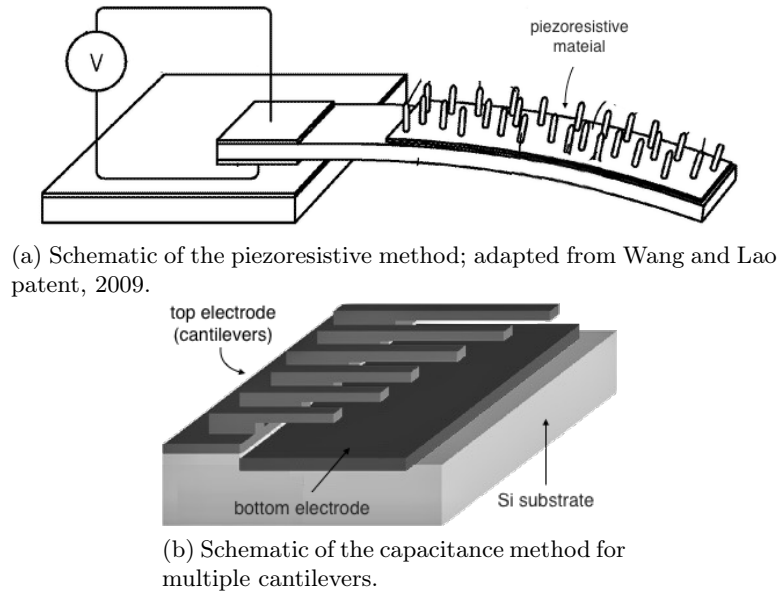 piezoresistive
mateial
V
(a) Schematic of the piezoresistive method; adapted from Wang and Lao
patent, 2009.
top electrode
(cantilevers)
bottom electrode
Si substrate
(b) Schematic of the capacitance method for
multiple cantilevers.